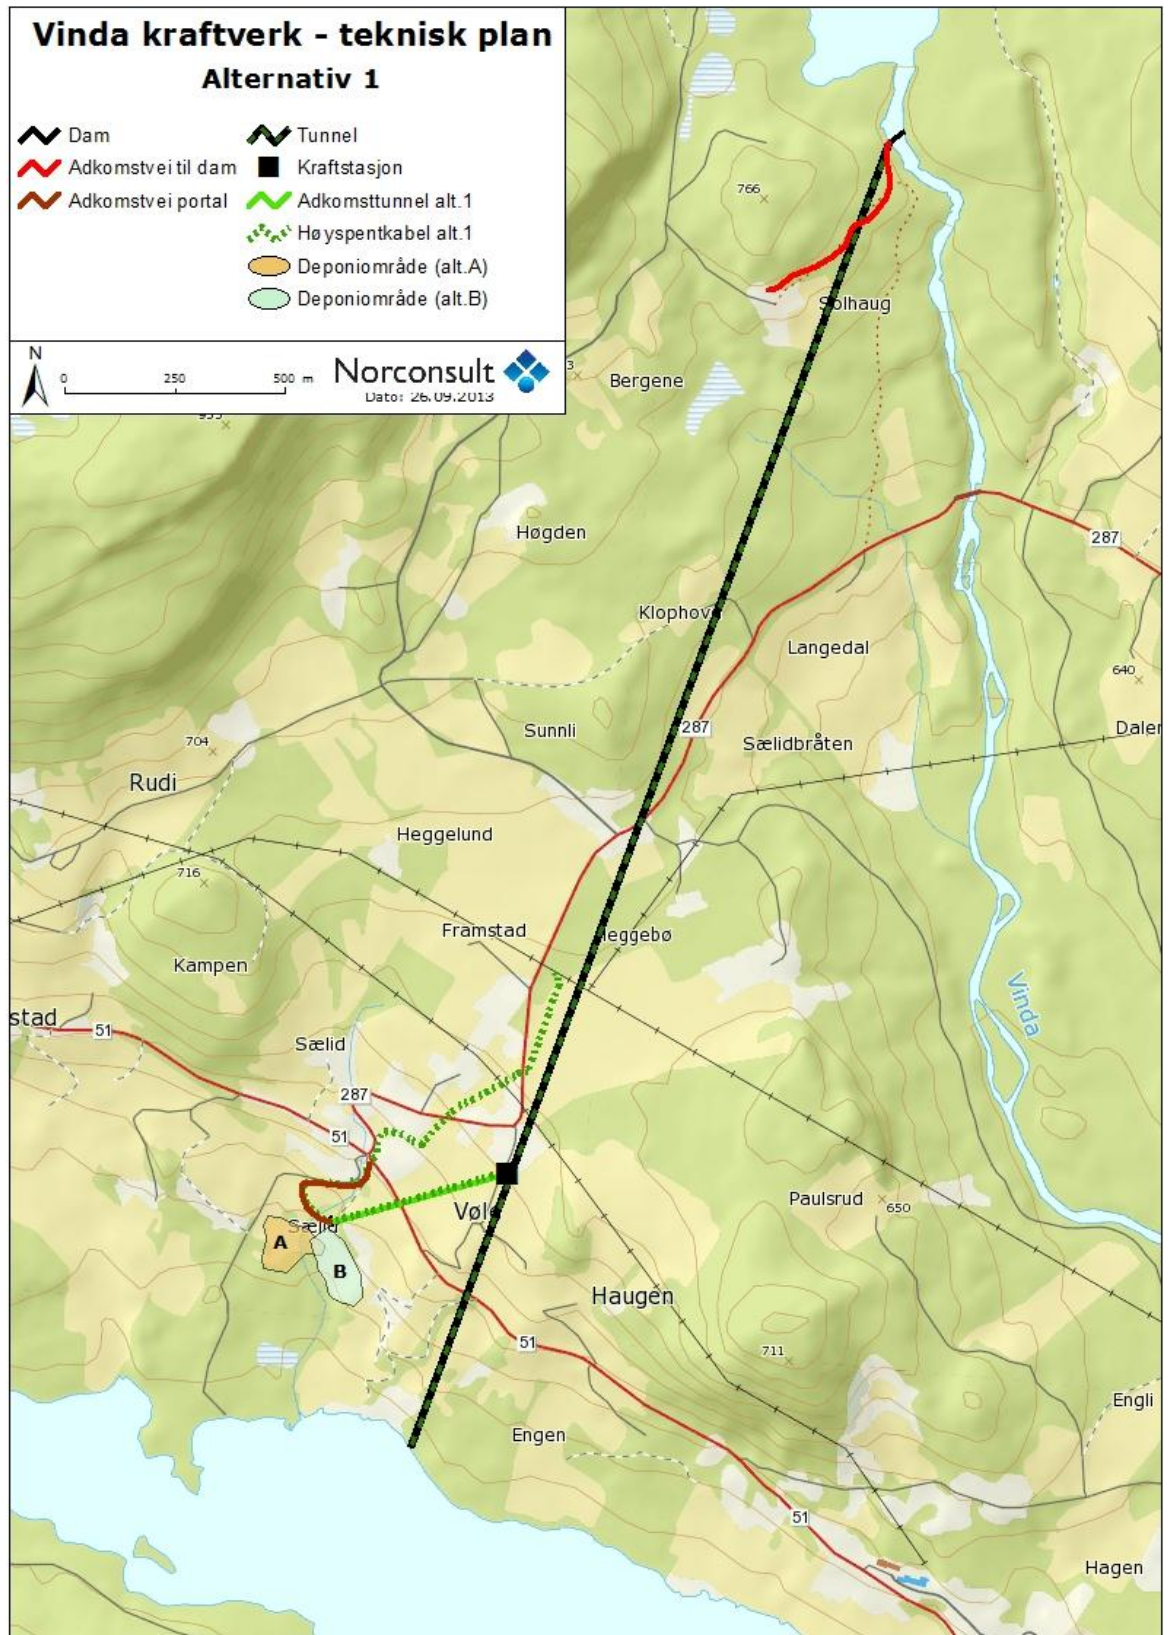 Vinda kraftverk - teknisk plan
Alternativ 1
Dam
Tunnel
Adkomstvei til dam
Kraftstasjon
Adkomstvei portal
Adkomsttunnel alt.1
Høyspentkabel alt.1
Deponiområde (alt.A)
Deponiområde (alt.B)
N
0 250 500 m
Norconsult
Dato: 26.09.2013
766
Solhaug
3
Bergene
Høgden
287
Klophov
Langedal
640
287
Sunnli
Sælidbråten
Daler
704
Rudi
Heggelund
716
Framstad
Heggebø
Kampen
Vinda
stad
51
Sælid
287
51
Paulsrud
650
Vøle
Sælid
A
B
Haugen
51
711
Engli
Engen
51
Hagen